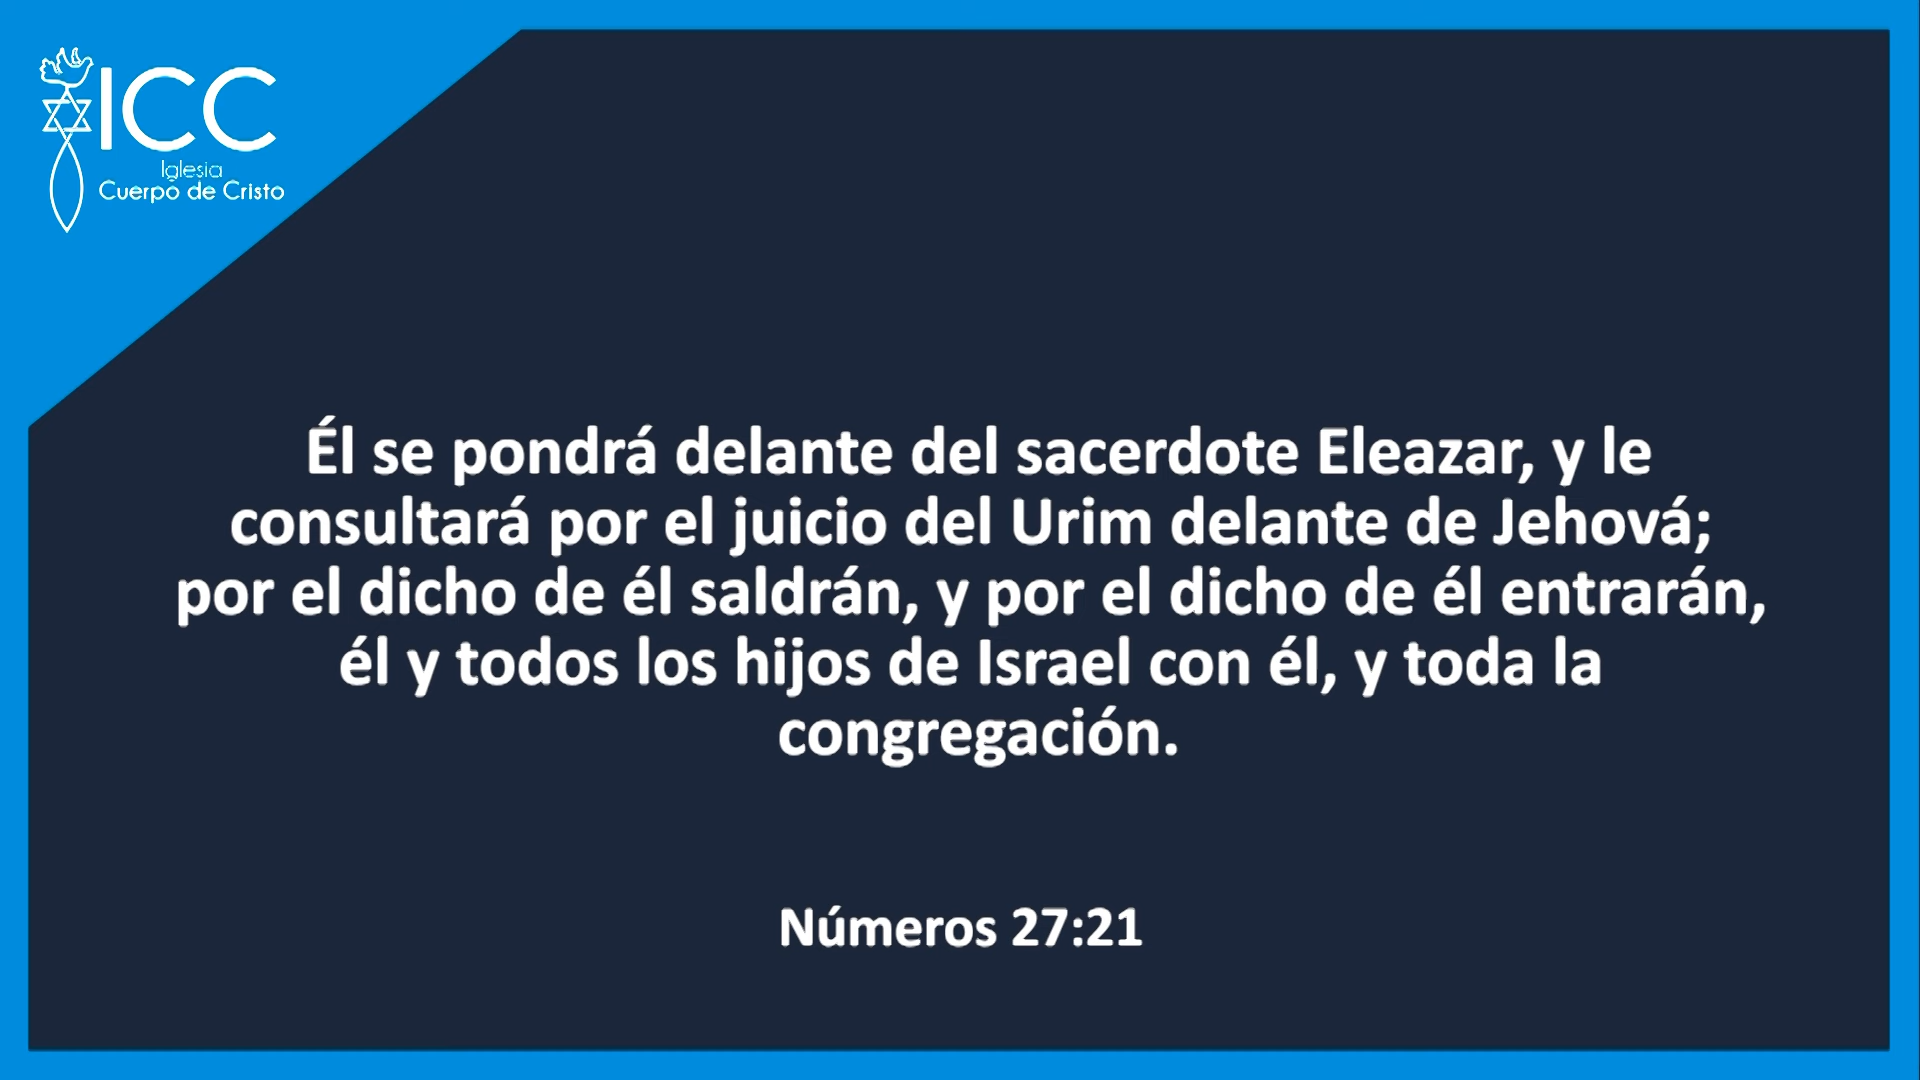 ICC
Iglesia
Cuerpo de Cristo
Él se pondrá delante del sacerdote Eleazar, y le
consultará por el juicio del Urim delante de Jehová;
por el dicho de él saldrán, y por el dicho de él entrarán,
él y todos los hijos de Israel con él, y toda la
congregación.
Números 27:21